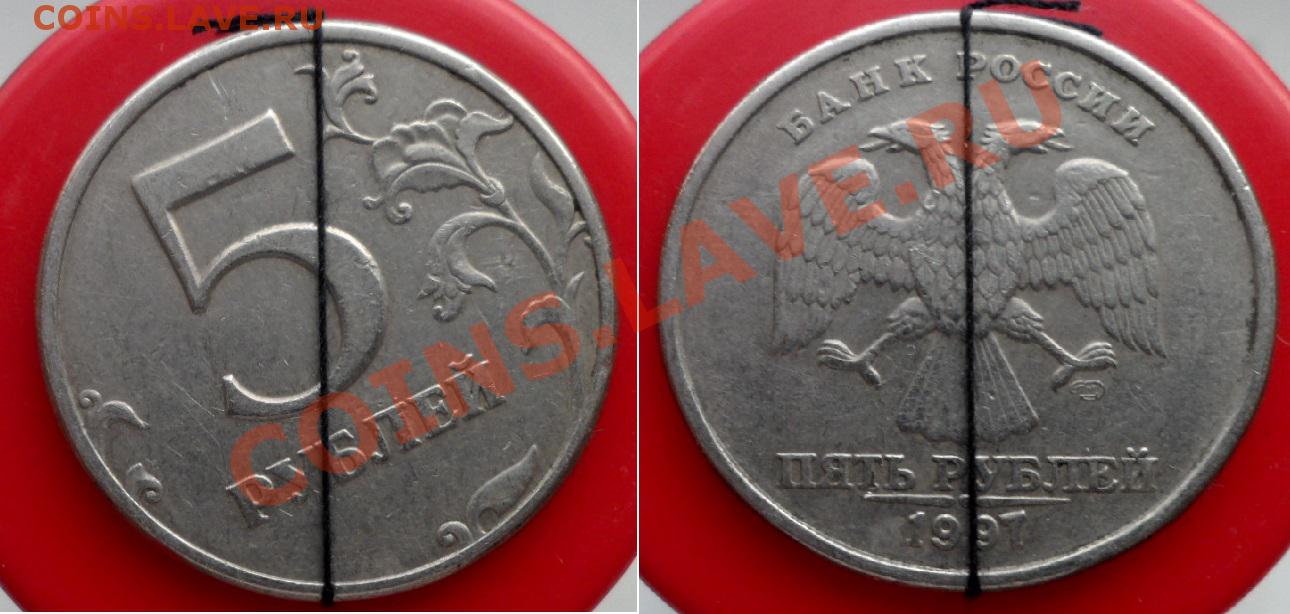 COINS.LAVE.RU
5
РУБЛЕЙ
БАНК РОССИИ
ПЯТЬ РУБЛЕЙ
1997
COINS.LAVE.RU